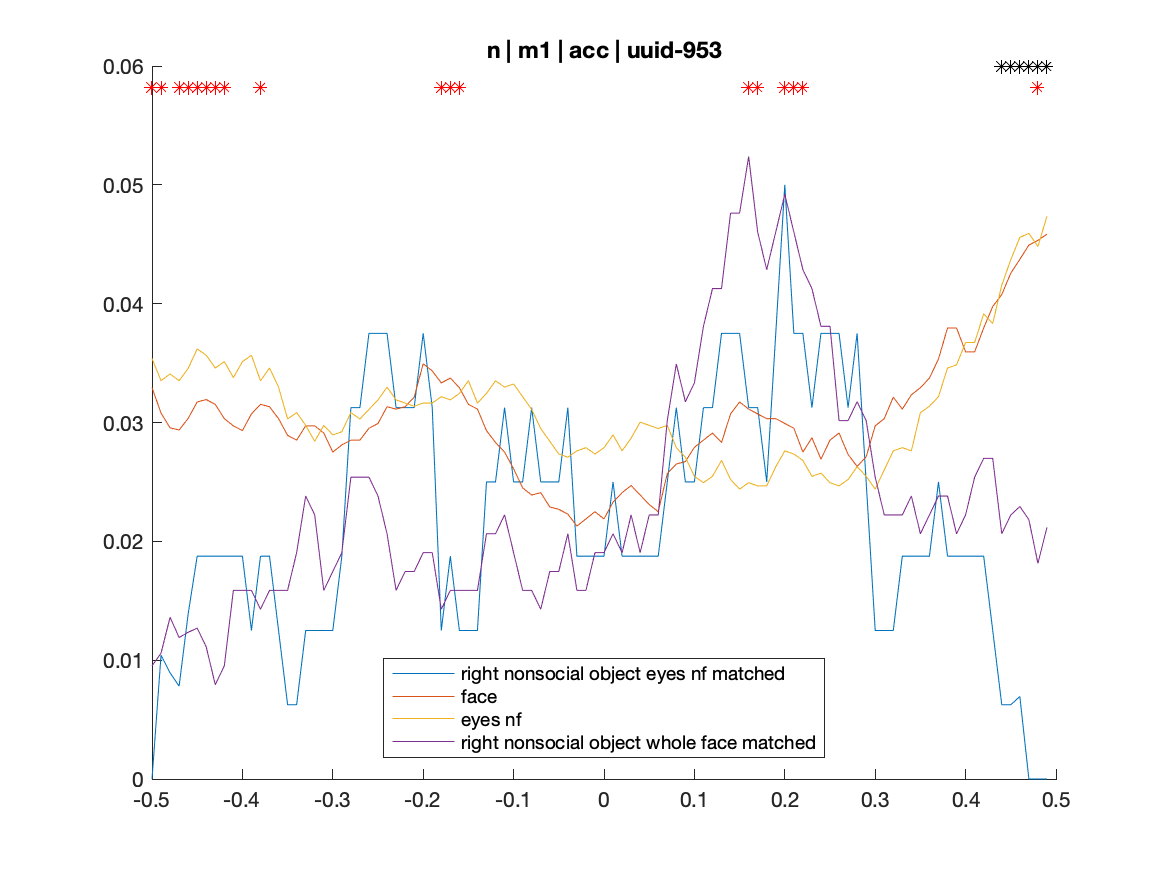 n | m1 | acc | uuid-953
0.06
0.05
0.04
0.03
0.02
0.01
0
-0.5 -0.4 -0.3 -0.2 -0.1 0 0.1 0.2 0.3 0.4 0.5
right nonsocial object eyes nf matched
face
eyes nf
right nonsocial object whole face matched